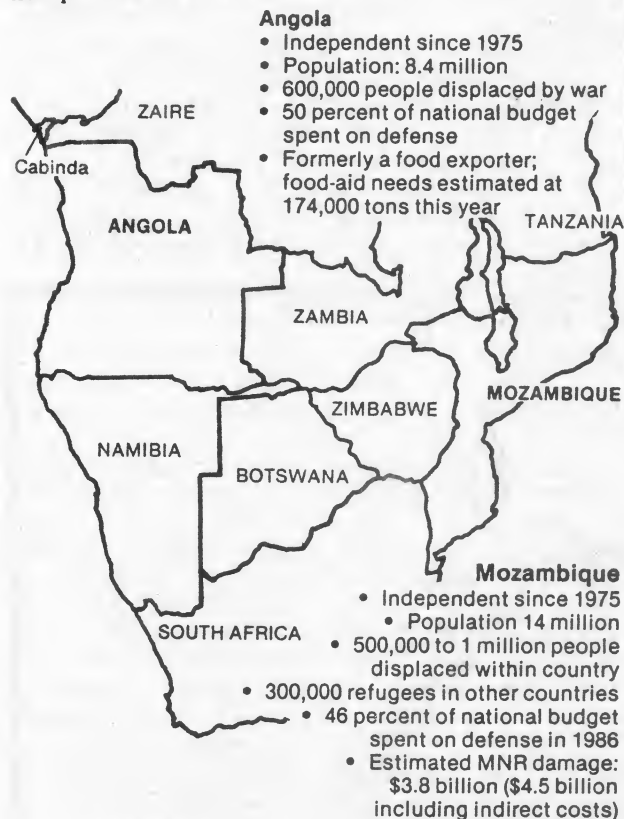 Angola
• Independent since 1975
• Population: 8.4 million
• 600,000 people displaced by war
• 50 percent of national budget
spent on defense
• Formerly a food exporter;
food-aid needs estimated at
174,000 tons this year
ZAIRE
Cabinda
ANGOLA
TANZANIA
ZAMBIA
MOZAMBIQUE
ZIMBABWE
NAMIBIA
BOTSWANA
SOUTH AFRICA
Mozambique
• Independent since 1975
• Population 14 million
• 500,000 to 1 million people
displaced within country
• 300,000 refugees in other countries
• 46 percent of national budget
spent on defense in 1986
• Estimated MNR damage:
$3.8 billion ($4.5 billion
including indirect costs)